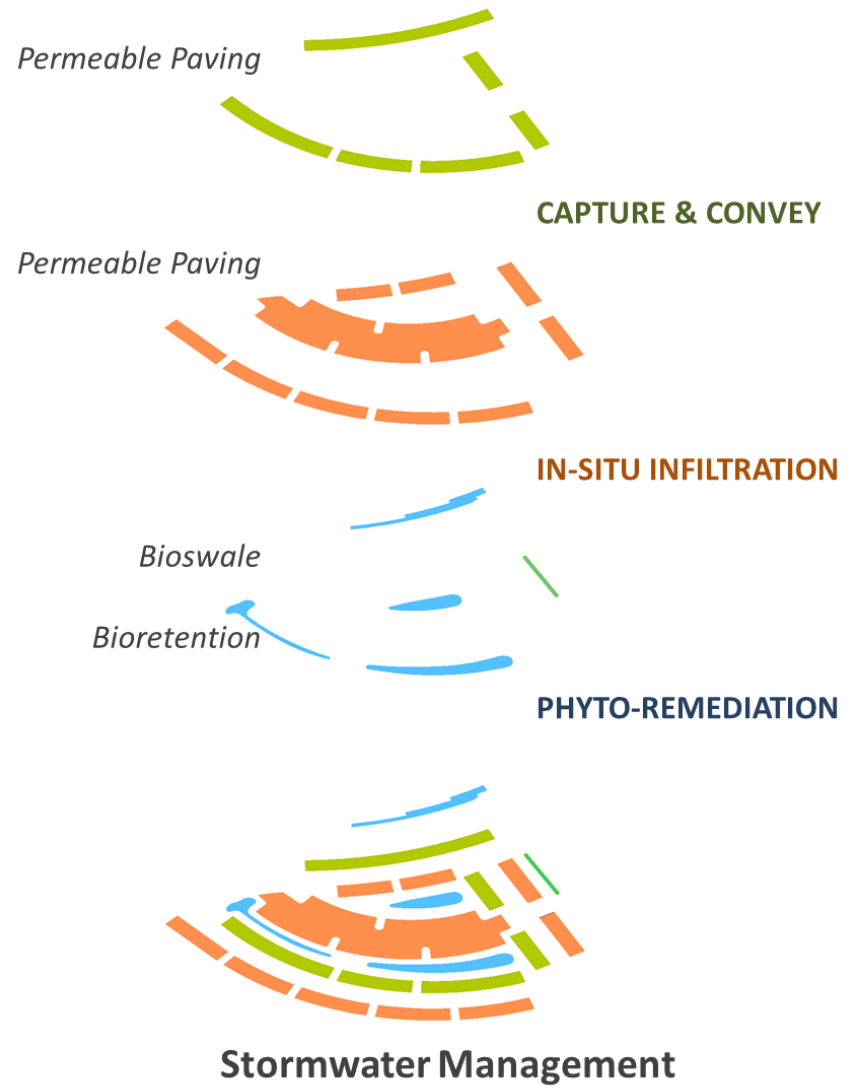 Permeable Paving
CAPTURE & CONVEY
Permeable Paving
IN-SITU INFILTRATION
Bioswale
Bioretention
PHYTO-REMEDIATION
Stormwater Management